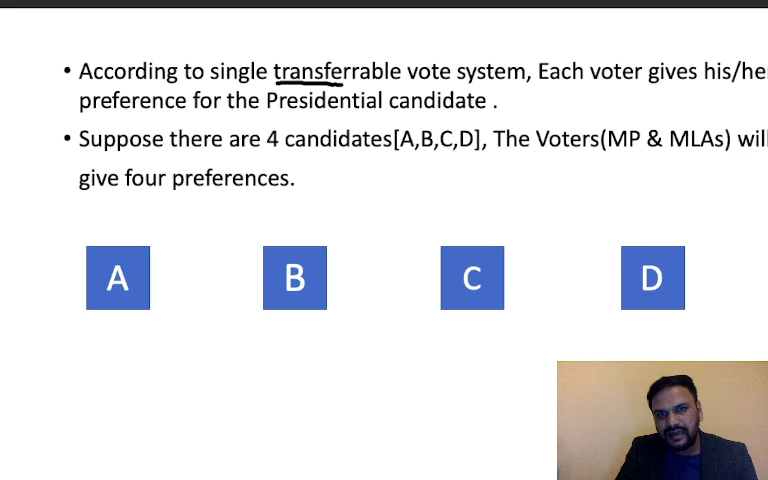 • According to single transferrable vote system, Each voter gives his/her
preference for the Presidential candidate .
• Suppose there are 4 candidates[A,B,C,D], The Voters(MP & MLAs) will
give four preferences.
A B C D